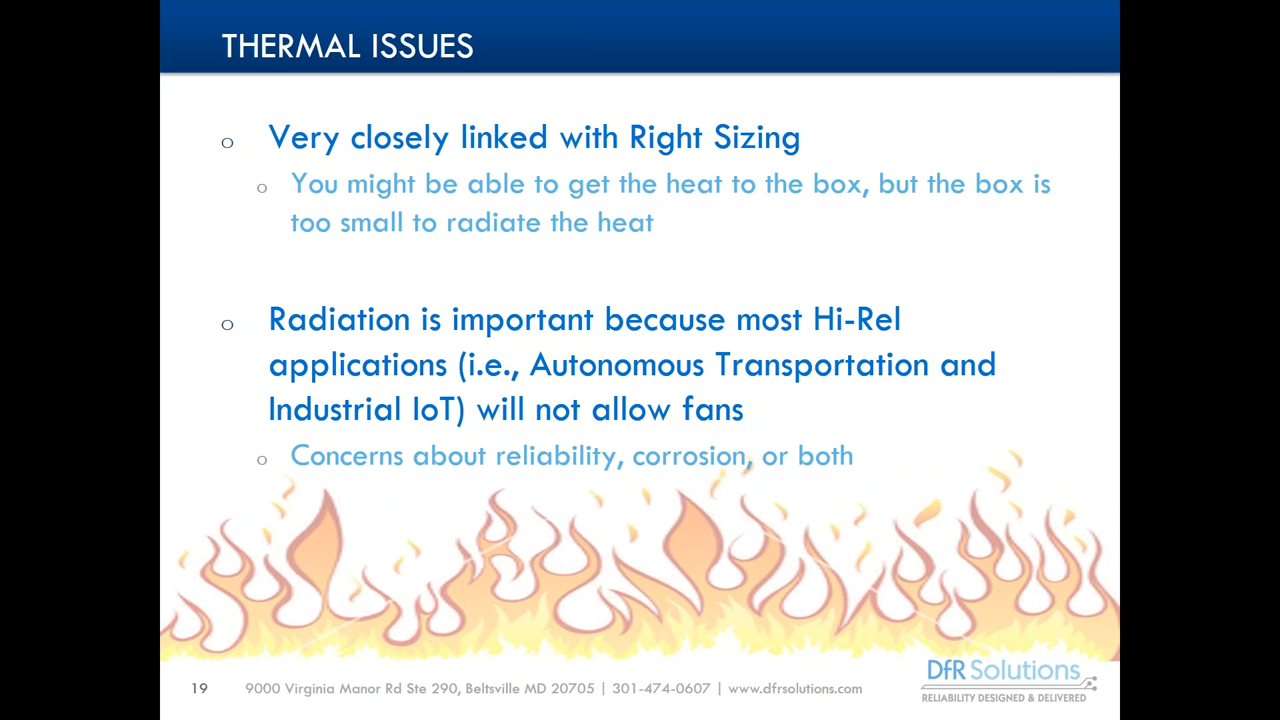 THERMAL ISSUES
o Very closely linked with Right Sizing
o You might be able to get the heat to the box, but the box is
too small to radiate the heat
o Radiation is important because most Hi-Rel
applications (i.e., Autonomous Transportation and
Industrial IoT) will not allow fans
o Concerns about reliability, corrosion, or both
19 9000 Virginia Manor Rd Ste 290, Beltsville MD 20705 | 301-474-0607 | www.dfrsolutions.com
DfR Solutions
RELIABILITY DESIGNED & DELIVERED